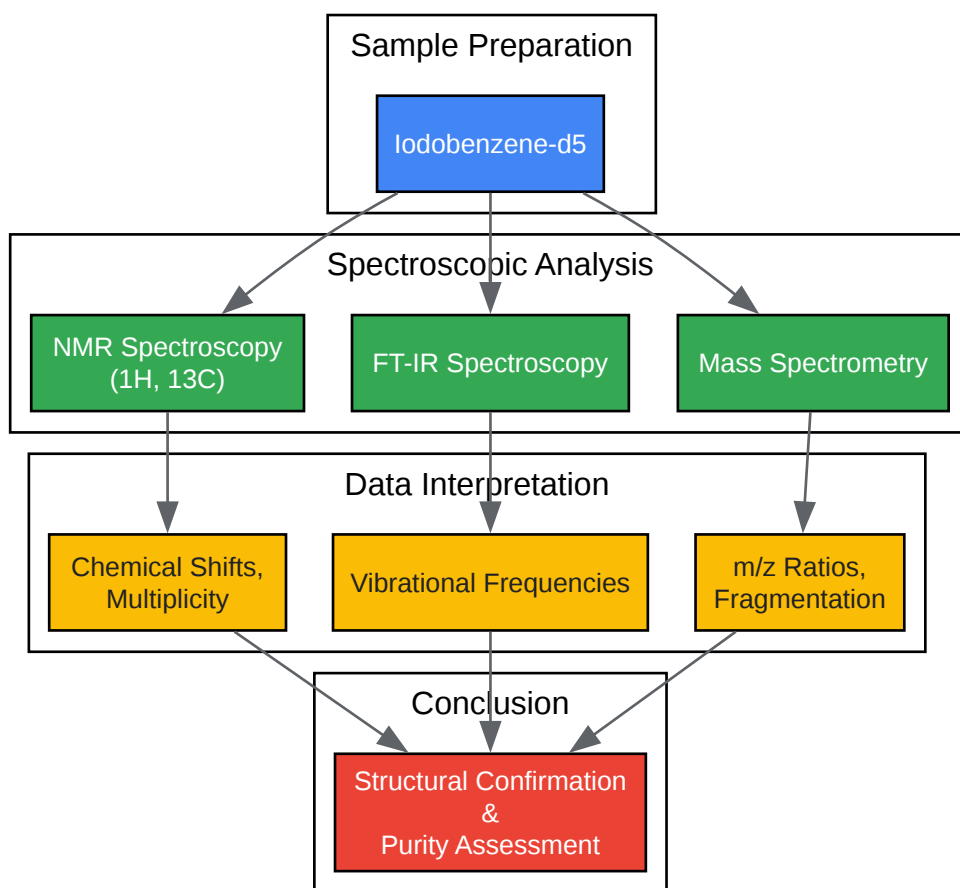 Sample Preparation
Iodobenzene-d5
Spectroscopic Analysis
NMR Spectroscopy
(1H, 13C)
FT-IR Spectroscopy
Mass Spectrometry
Data Interpretation
Chemical Shifts,
Multiplicity
Vibrational Frequencies
m/z Ratios,
Fragmentation
Conclusion
Structural Confirmation
&
Purity Assessment